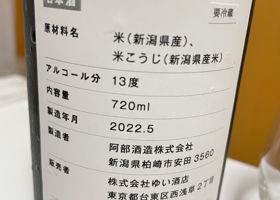 日本酒
要冷蔵
原材料名 米(新潟県産)、
米こうじ(新潟県産米)
アルコール分 13度
内容量 720ml
製造年月 2022.5
製造者 阿部酒造株式会社
新潟県柏崎市安田3560
販売者 株式会社ゆい酒店
東京都台東区西浅草2丁目